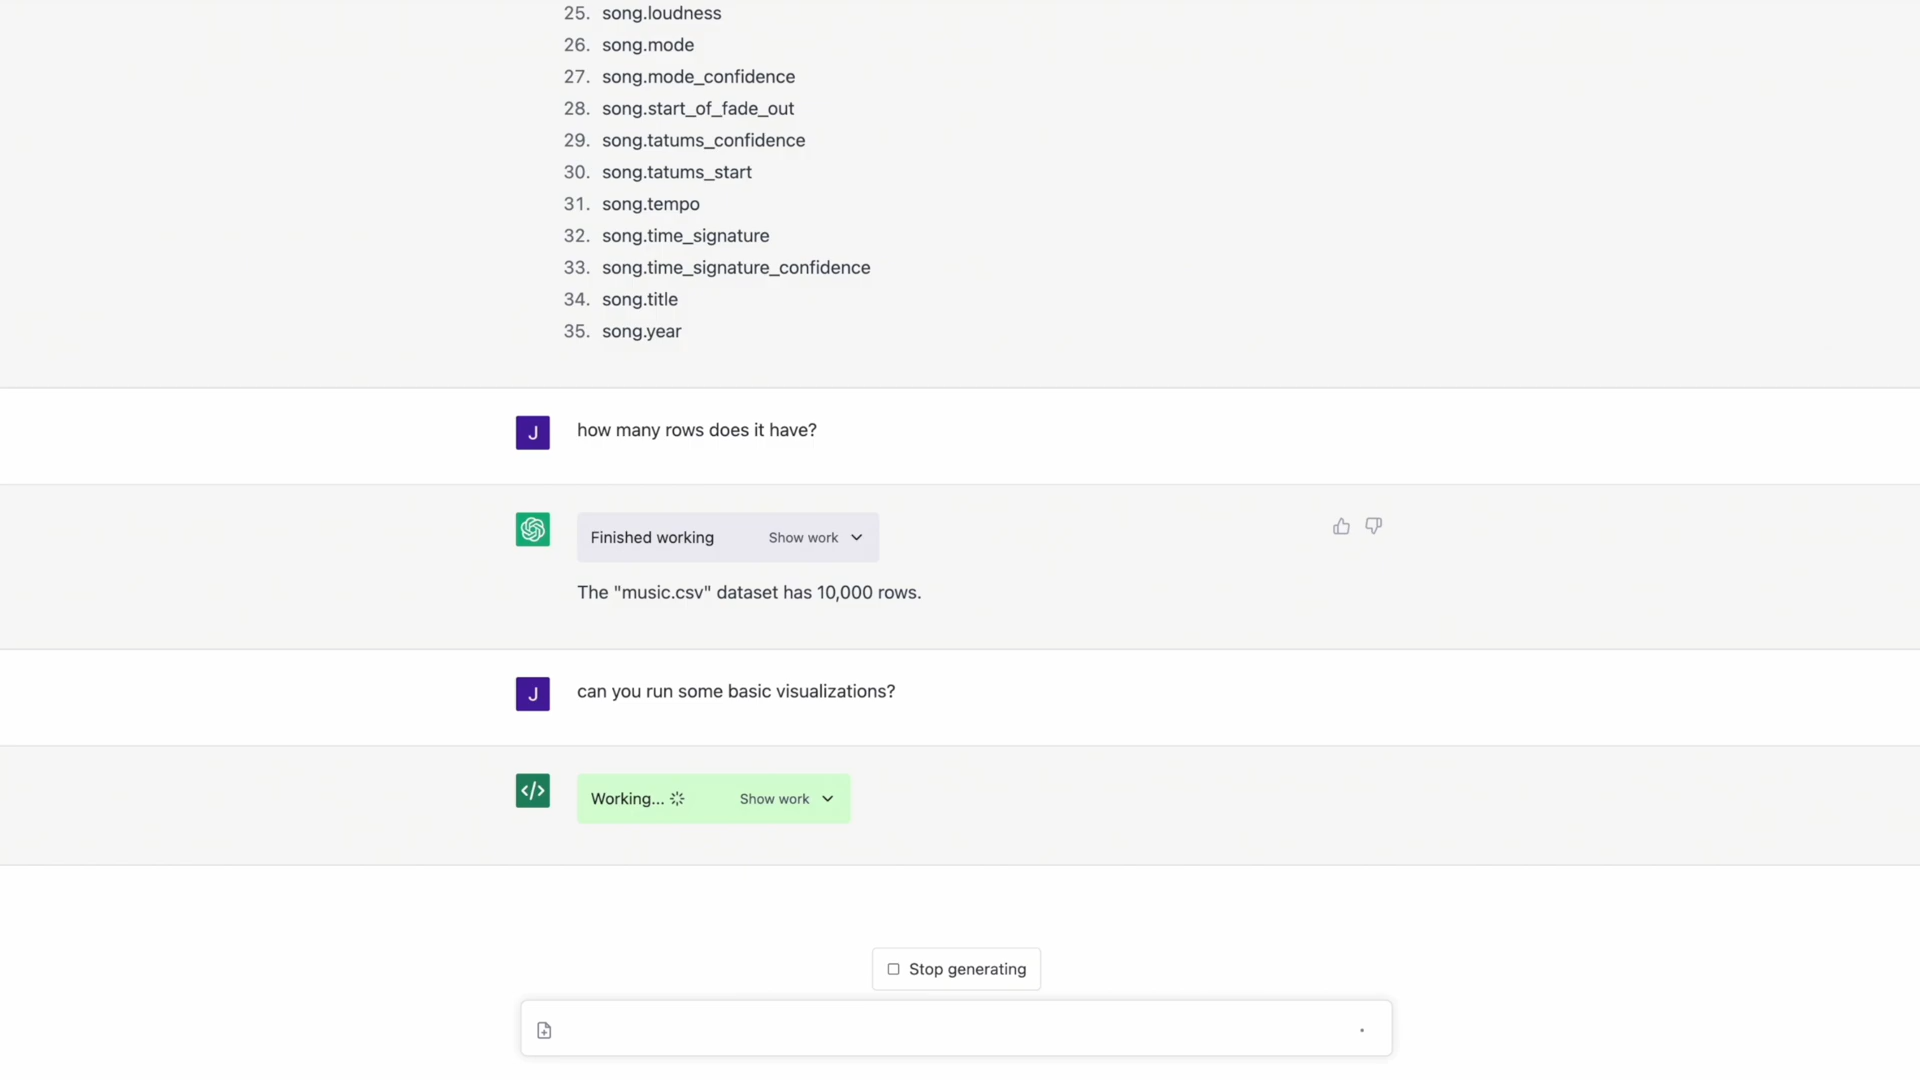 25. song.loudness
26. song.mode
27. song.mode_confidence
28. song.start_of_fade_out
29. song.tatums_confidence
30. song.tatums_start
31. song.tempo
32. song.time_signature
33. song.time_signature_confidence
34. song.title
35. song.year
J how many rows does it have?
Finished working Show work
The "music.csv" dataset has 10,000 rows.
J can you run some basic visualizations?
</> Working... Show work
Stop generating